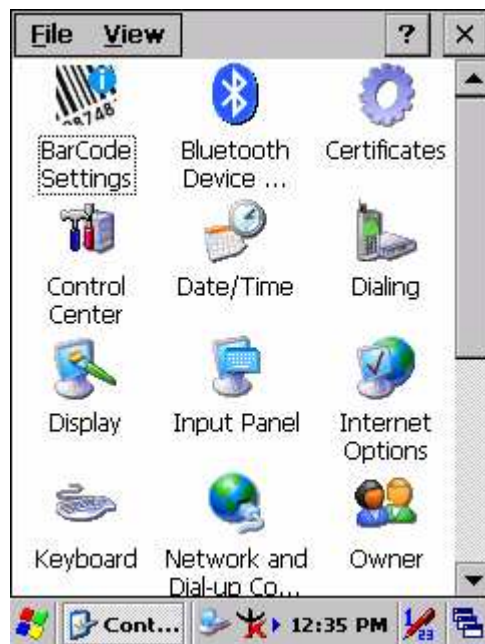 File View ? ×
BarCode
Settings
Bluetooth
Device ...
Certificates
Control
Center
Date/Time
Dialing
Display
Input Panel
Internet
Options
Keyboard
Network and
Dial-up Co...
Owner
Cont... 12:35 PM